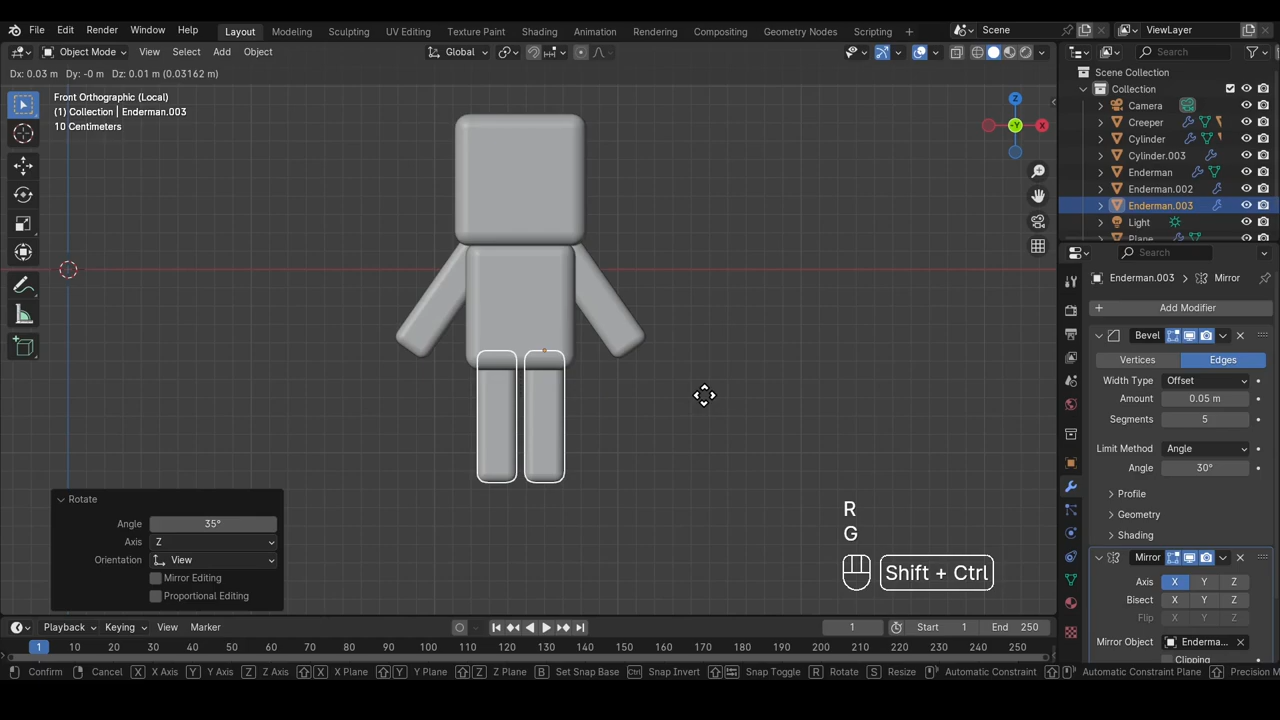 File Edit Render Window Help Layout Modeling Sculpting UV Editing Texture Paint Shading Animation Rendering Compositing Geometry Nodes Scripting + Scene ViewLayer
Object Mode View Select Add Object Global Search
Dx: 0.03 m Dy: -0 m Dz: 0.01 m (0.03162 m)
Front Orthographic (Local)
(1) Collection | Enderman.003
10 Centimeters
Z
-Y
X
Scene Collection
Collection
Camera
Creeper
Cylinder
Cylinder.003
Enderman
Enderman.002
Enderman.003
Light
Plane
Search
Enderman.003 > Mirror
+ Add Modifier
Bevel
Vertices Edges
Width Type Offset
Amount 0.05 m
Segments 5
Limit Method Angle
Angle 30°
Profile
Geometry
Shading
Mirror
Axis X Y Z
Bisect X Y Z
Flip X Y Z
Mirror Object Enderma...
Clipping
Rotate
Angle 35°
Axis Z
Orientation View
Mirror Editing
Proportional Editing
R
G
Shift + Ctrl
Playback Keying View Marker 1 Start 1 End 250
1 10 20 30 40 50 60 70 80 90 100 110 120 130 140 150 160 170 180 190 200 210 220 230 240 250
Confirm Cancel X X Axis Y Y Axis Z Z Axis X X Plane Y Y Plane Z Z Plane B Set Snap Base Ctrl Snap Invert Snap Toggle R Rotate S Resize Automatic Constraint Automatic Constraint Plane Precision M